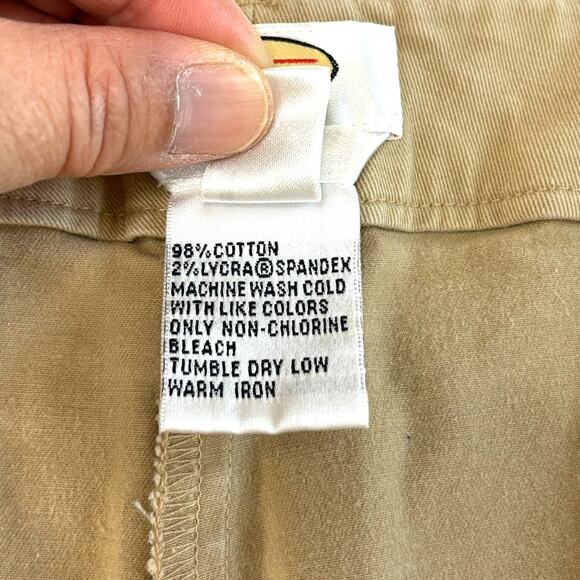 98% COTTON
2% LYCRA® SPANDEX
MACHINE WASH COLD
WITH LIKE COLORS
ONLY NON-CHLORINE
BLEACH
TUMBLE DRY LOW
WARM IRON